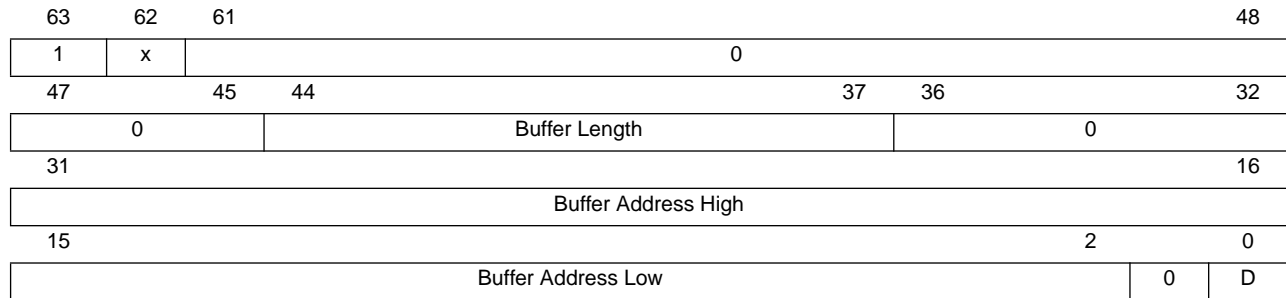 63 62 61 48
1 x 0
47 45 44 37 36 32
0 Buffer Length 0
31 16
Buffer Address High
15 2 0
Buffer Address Low 0 D